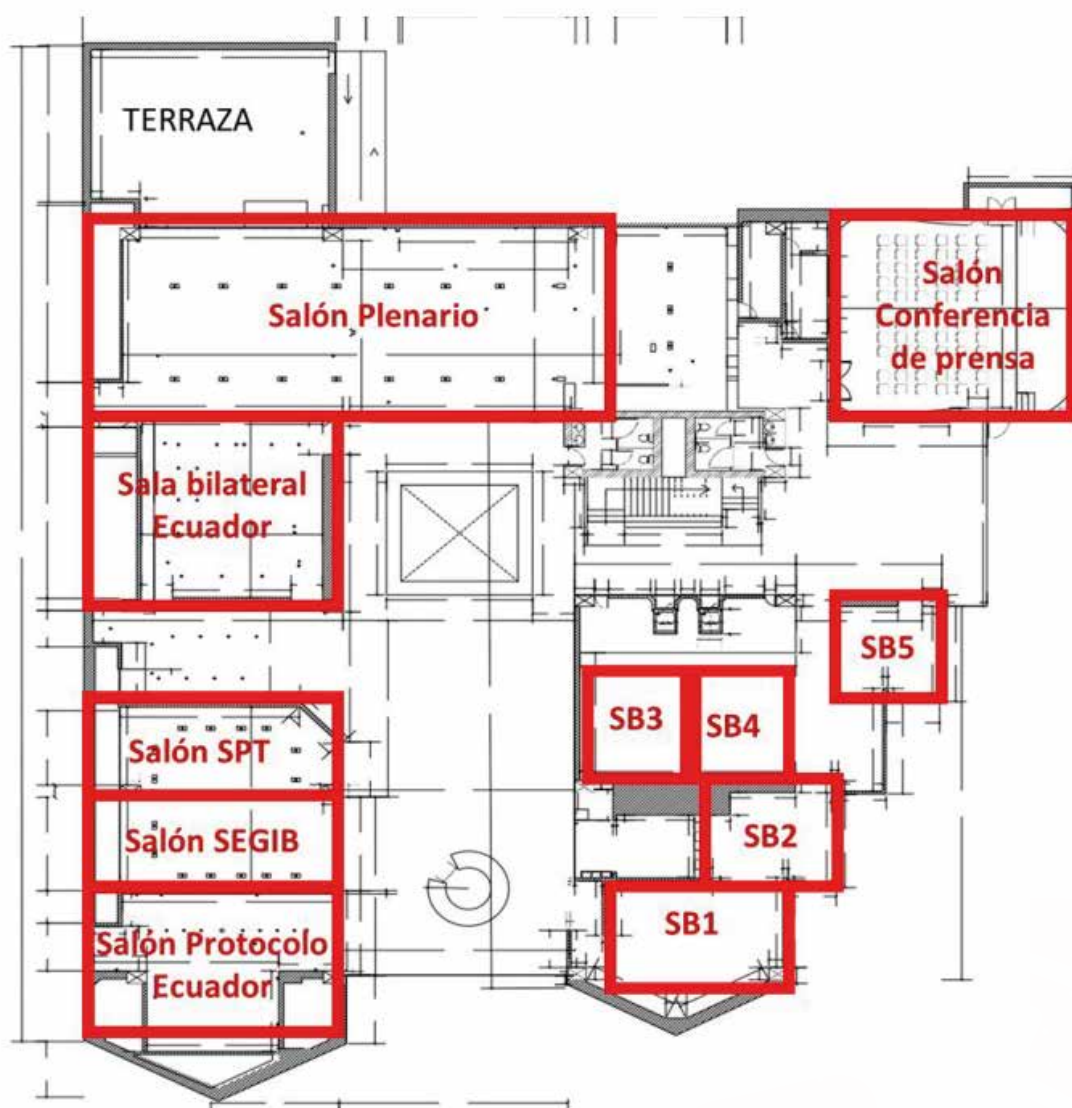 TERRAZA
Salón Plenario
Salón
Conferencia
de prensa
Sala bilateral
Ecuador
SB5
SB3
SB4
Salón SPT
Salón SEGIB
SB2
Salón Protocolo
Ecuador
SB1